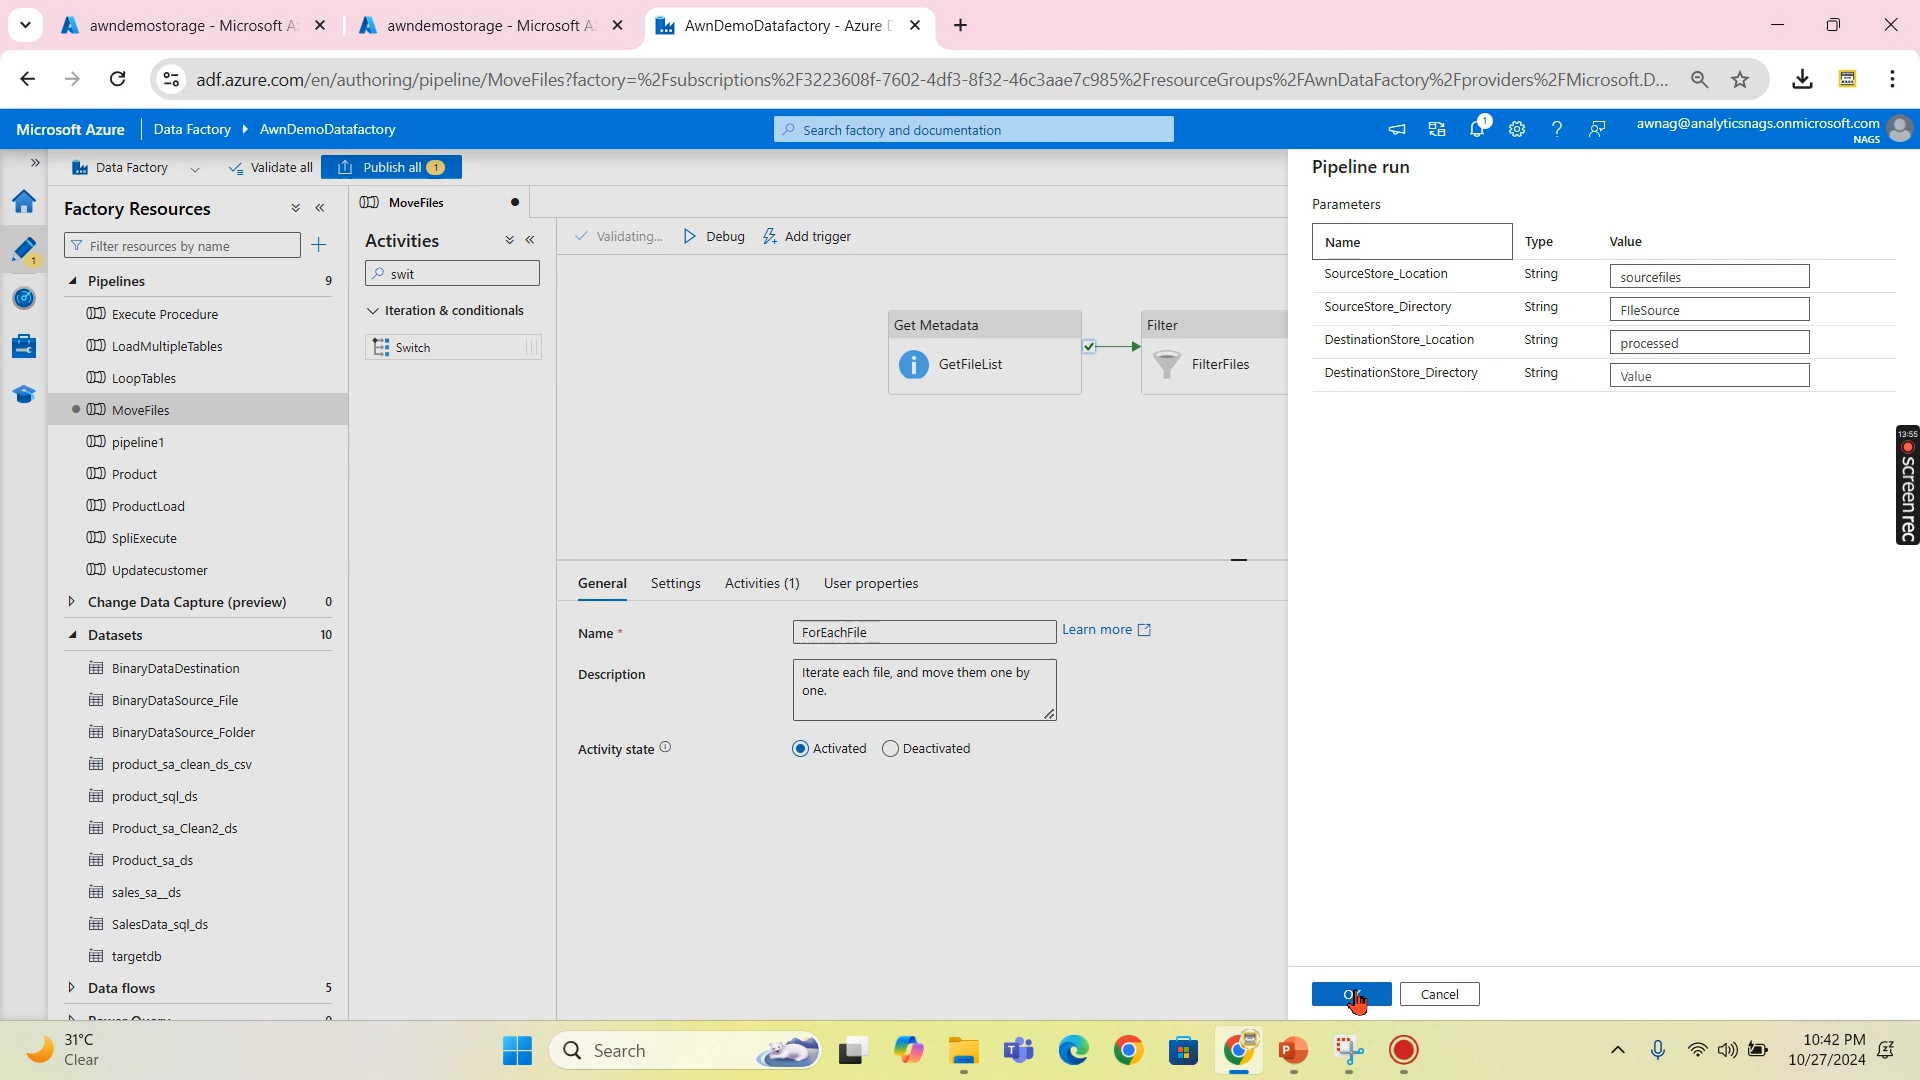 awndemostorage - Microsoft A
awndemostorage - Microsoft A
AwnDemoDatafactory - Azure D
adf.azure.com/en/authoring/pipeline/MoveFiles?factory=%2Fsubscriptions%2F3223608f-7602-4df3-8f32-46c3aae7c985%2FresourceGroups%2FAwnDataFactory%2Fproviders%2FMicrosoft.D...
Microsoft Azure
Data Factory
AwnDemoDatafactory
Search factory and documentation
1
awnag@analyticsnags.onmicrosoft.com
NAGS
Data Factory
Validate all
Publish all 1
Pipeline run
Factory Resources
Filter resources by name
1
Pipelines 9
Execute Procedure
LoadMultipleTables
LoopTables
MoveFiles
pipeline1
Product
ProductLoad
SpliExecute
Updatecustomer
Change Data Capture (preview) 0
Datasets 10
BinaryDataDestination
BinaryDataSource_File
BinaryDataSource_Folder
product_sa_clean_ds_csv
product_sql_ds
Product_sa_Clean2_ds
Product_sa_ds
sales_sa__ds
SalesData_sql_ds
targetdb
Data flows 5
MoveFiles
Activities
swit
Iteration & conditionals
Switch
Validating...
Debug
Add trigger
Get Metadata
GetFileList
Filter
FilterFiles
General
Settings
Activities (1)
User properties
Name *
ForEachFile
Learn more
Description
Iterate each file, and move them one by
one.
Activity state
Activated
Deactivated
Parameters
Name Type Value
SourceStore_Location String sourcefiles
SourceStore_Directory String FIleSource
DestinationStore_Location String processed
DestinationStore_Directory String Value
OK
Cancel
13:55
screenrec
31°C
Clear
Search
10:42 PM
10/27/2024